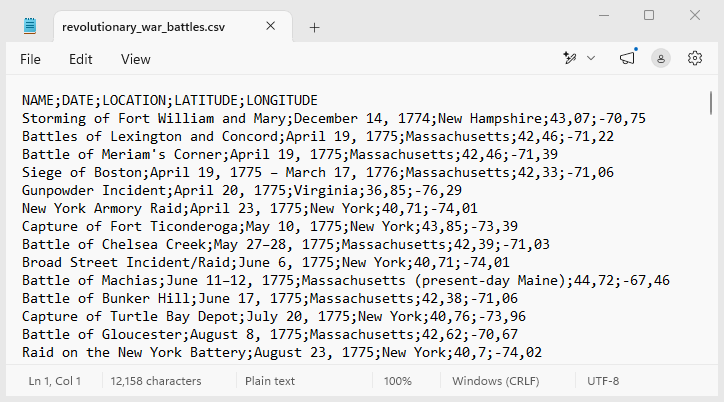 revolutionary_war_battles.csv
File Edit View
NAME;DATE;LOCATION;LATITUDE;LONGITUDE
Storming of Fort William and Mary;December 14, 1774;New Hampshire;43,07;-70,75
Battles of Lexington and Concord;April 19, 1775;Massachusetts;42,46;-71,22
Battle of Meriam's Corner;April 19, 1775;Massachusetts;42,46;-71,39
Siege of Boston;April 19, 1775 – March 17, 1776;Massachusetts;42,33;-71,06
Gunpowder Incident;April 20, 1775;Virginia;36,85;-76,29
New York Armory Raid;April 23, 1775;New York;40,71;-74,01
Capture of Fort Ticonderoga;May 10, 1775;New York;43,85;-73,39
Battle of Chelsea Creek;May 27–28, 1775;Massachusetts;42,39;-71,03
Broad Street Incident/Raid;June 6, 1775;New York;40,71;-74,01
Battle of Machias;June 11–12, 1775;Massachusetts (present-day Maine);44,72;-67,46
Battle of Bunker Hill;June 17, 1775;Massachusetts;42,38;-71,06
Capture of Turtle Bay Depot;July 20, 1775;New York;40,76;-73,96
Battle of Gloucester;August 8, 1775;Massachusetts;42,62;-70,67
Raid on the New York Battery;August 23, 1775;New York;40,7;-74,02
Ln 1, Col 1 12,158 characters Plain text 100% Windows (CRLF) UTF-8